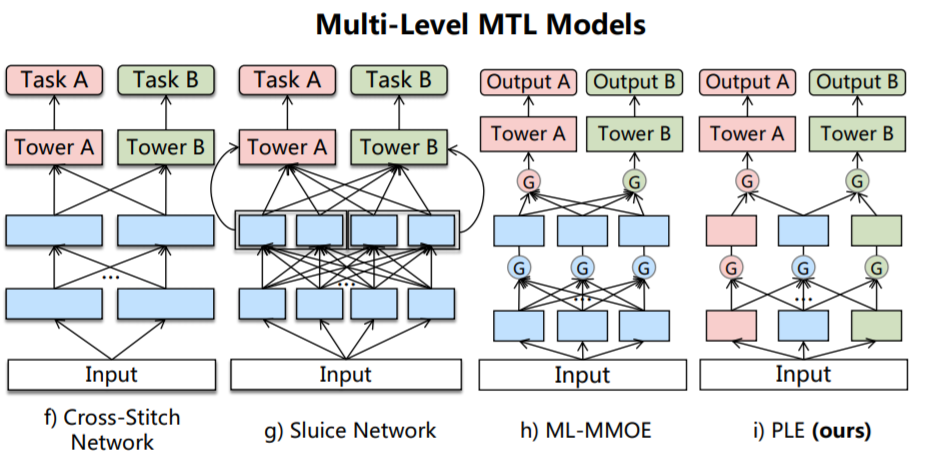 Multi-Level MTL Models
Task A Task B Task A Task B Output A Output B Output A Output B
Tower A Tower B Tower A Tower B Tower A Tower B Tower A Tower B
G G G G
... ... G G G G G G
... ...
Input Input Input Input
f) Cross-Stitch
Network
g) Sluice Network
h) ML-MMOE
i) PLE (ours)